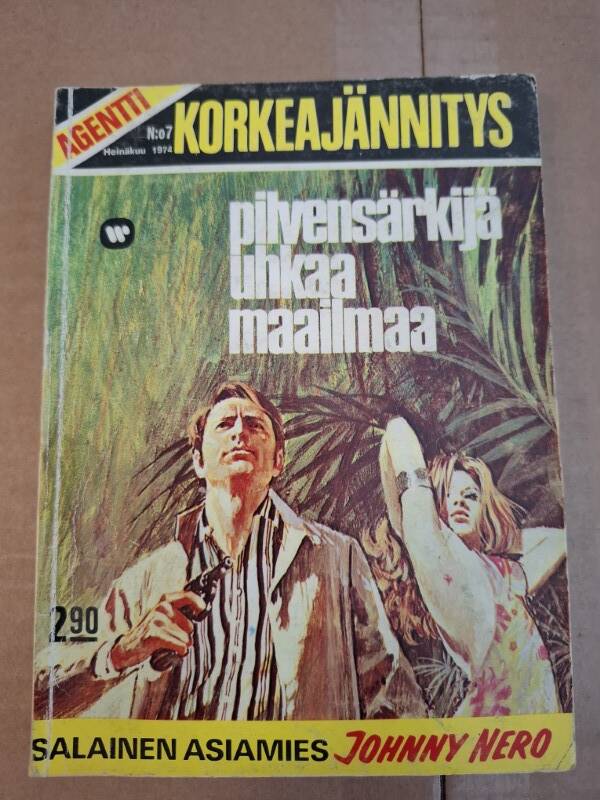 AGENTTI
N:o 7
Heinäkuu 1974
KORKEAJÄNNITYS
W
pilvensärkijä
uhkaa
maailmaa
2.90
SALAINEN ASIAMIES JOHNNY NERO